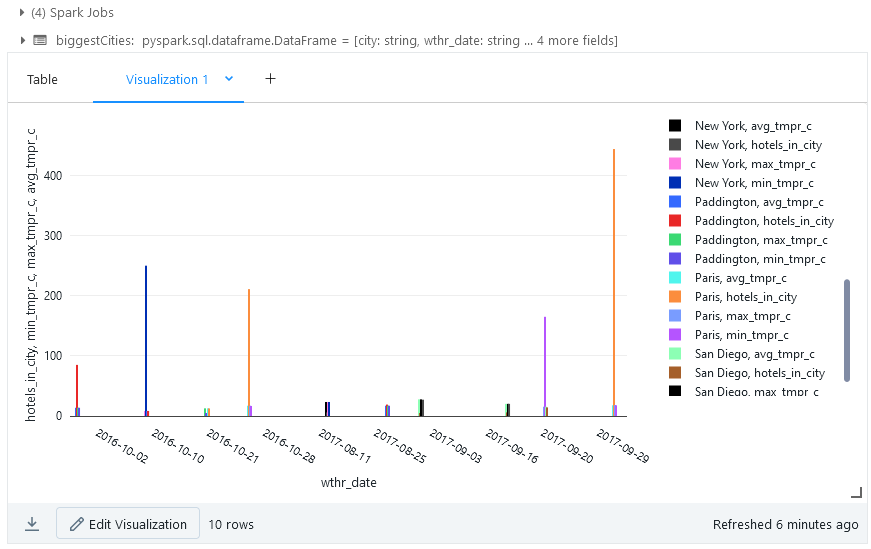 (4) Spark Jobs
biggestCities: pyspark.sql.dataframe.DataFrame = [city: string, wthr_date: string ... 4 more fields]
Table
Visualization 1
+
hotels_in_city, min_tmpr_c, max_tmpr_c, avg_tmpr_c
400
300
200
100
0
2016-10-02
2016-10-10
2016-10-21
2016-10-28
2017-08-11
2017-08-25
2017-09-03
2017-09-16
2017-09-20
2017-09-29
wthr_date
New York, avg_tmpr_c
New York, hotels_in_city
New York, max_tmpr_c
New York, min_tmpr_c
Paddington, avg_tmpr_c
Paddington, hotels_in_city
Paddington, max_tmpr_c
Paddington, min_tmpr_c
Paris, avg_tmpr_c
Paris, hotels_in_city
Paris, max_tmpr_c
Paris, min_tmpr_c
San Diego, avg_tmpr_c
San Diego, hotels_in_city
San Diego, max_tmpr_c
Edit Visualization
10 rows
Refreshed 6 minutes ago